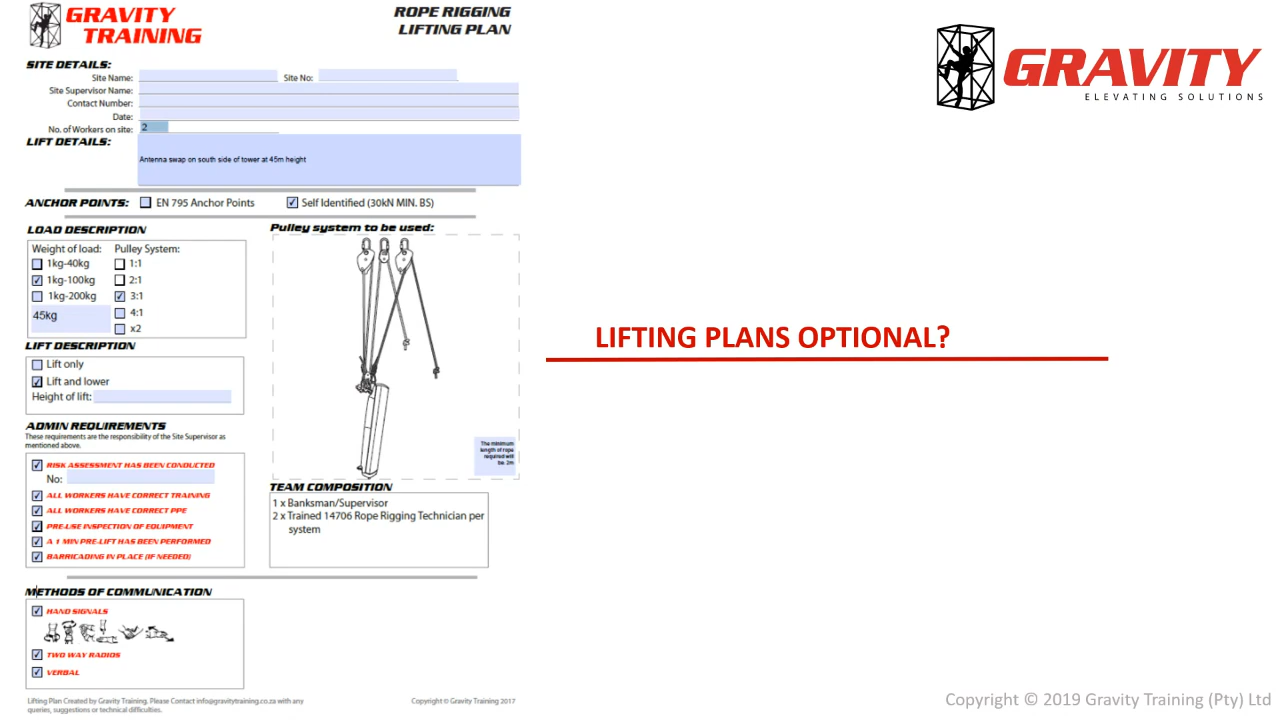 GRAVITY
TRAINING
ROPE RIGGING
LIFTING PLAN
SITE DETAILS:
Site Name:
Site No:
Site Supervisor Name:
Contact Number:
Date:
No. of Workers on site: 2
LIFT DETAILS:
Antenna swap on south side of tower at 45m height
ANCHOR POINTS: EN 795 Anchor Points Self Identified (30kN MIN. BS)
LOAD DESCRIPTION
Weight of load: Pulley System:
1kg-40kg 1:1
1kg-100kg 2:1
1kg-200kg 3:1
45kg 4:1
x2
LIFT DESCRIPTION
Lift only
Lift and lower
Height of lift:
ADMIN REQUIREMENTS
These requirements are the responsibility of the Site Supervisor as
mentioned above.
RISK ASSESSMENT HAS BEEN CONDUCTED
No:
ALL WORKERS HAVE CORRECT TRAINING
ALL WORKERS HAVE CORRECT PPE
PRE-USE INSPECTION OF EQUIPMENT
A 1 MIN PRE-LIFT HAS BEEN PERFORMED
BARRICADING IN PLACE (IF NEEDED)
Pulley system to be used:
The minimum
length of rope
required will
be: 2m
TEAM COMPOSITION
1 x Banksman/Supervisor
2 x Trained 14706 Rope Rigging Technician per
system
METHODS OF COMMUNICATION
HAND SIGNALS
TWO WAY RADIOS
VERBAL
Lifting Plan Created by Gravity Training. Please Contact info@gravitytraining.co.za with any
queries, suggestions or technical difficulties.
Copyright © Gravity Training 2017
GRAVITY
ELEVATING SOLUTIONS
LIFTING PLANS OPTIONAL?
Copyright © 2019 Gravity Training (Pty) Ltd